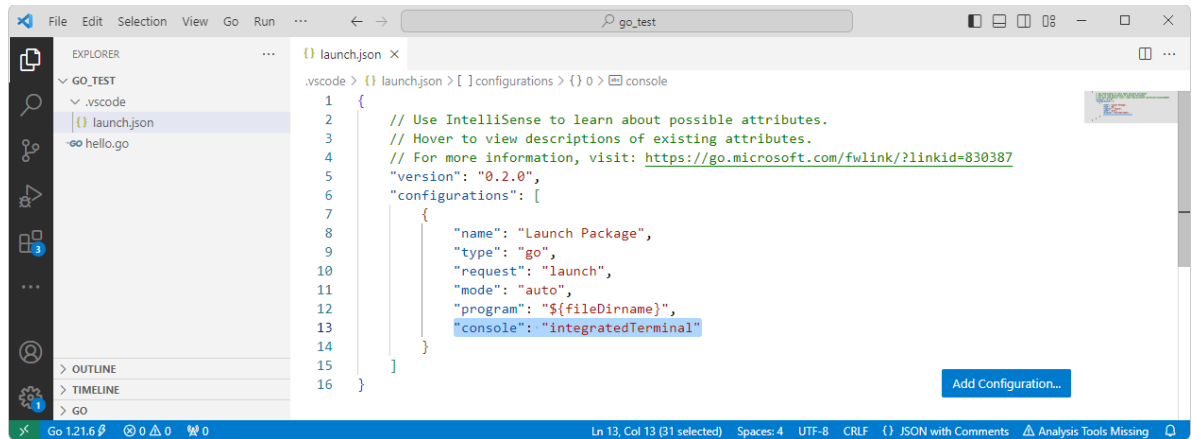 File Edit Selection View Go Run ··· go_test
EXPLORER ···
GO_TEST
.vscode
{} launch.json
GO hello.go
OUTLINE
TIMELINE
GO
3
1
{} launch.json
.vscode > {} launch.json > [ ] configurations > {} 0 > console
1 {
2 // Use IntelliSense to learn about possible attributes.
3 // Hover to view descriptions of existing attributes.
4 // For more information, visit: https://go.microsoft.com/fwlink/?linkid=830387
5 "version": "0.2.0",
6 "configurations": [
7 {
8 "name": "Launch Package",
9 "type": "go",
10 "request": "launch",
11 "mode": "auto",
12 "program": "${fileDirname}",
13 "console": "integratedTerminal"
14 }
15 ]
16 }
Add Configuration...
Go 1.21.6 0 0 0 Ln 13, Col 13 (31 selected) Spaces: 4 UTF-8 CRLF {} JSON with Comments Analysis Tools Missing